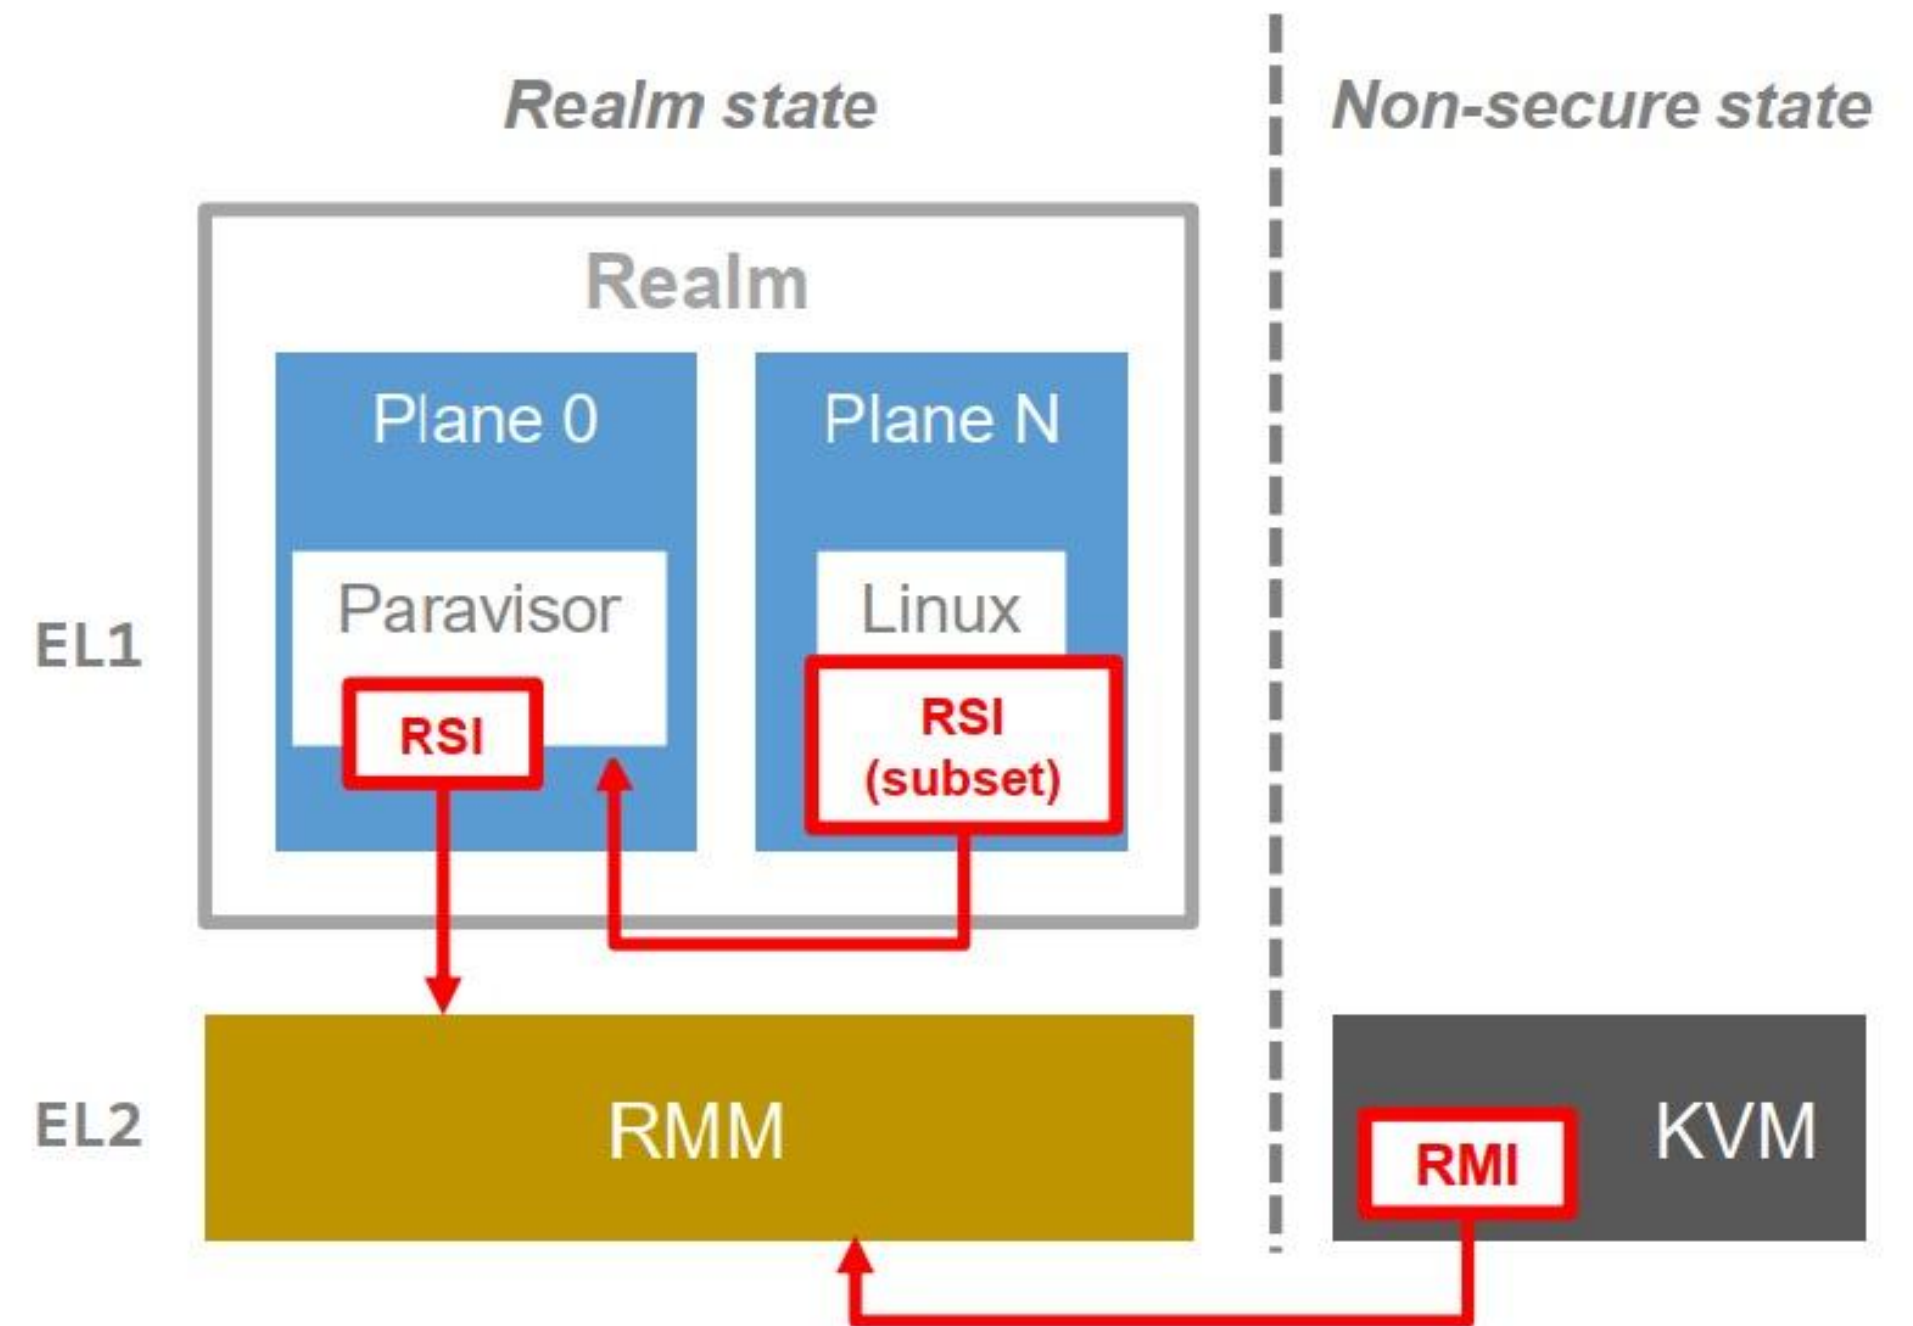 Realm state
Non-secure state
Realm
Plane 0
Plane N
Paravisor
Linux
EL1
RSI
RSI
(subset)
EL2
RMM
RMI
KVM